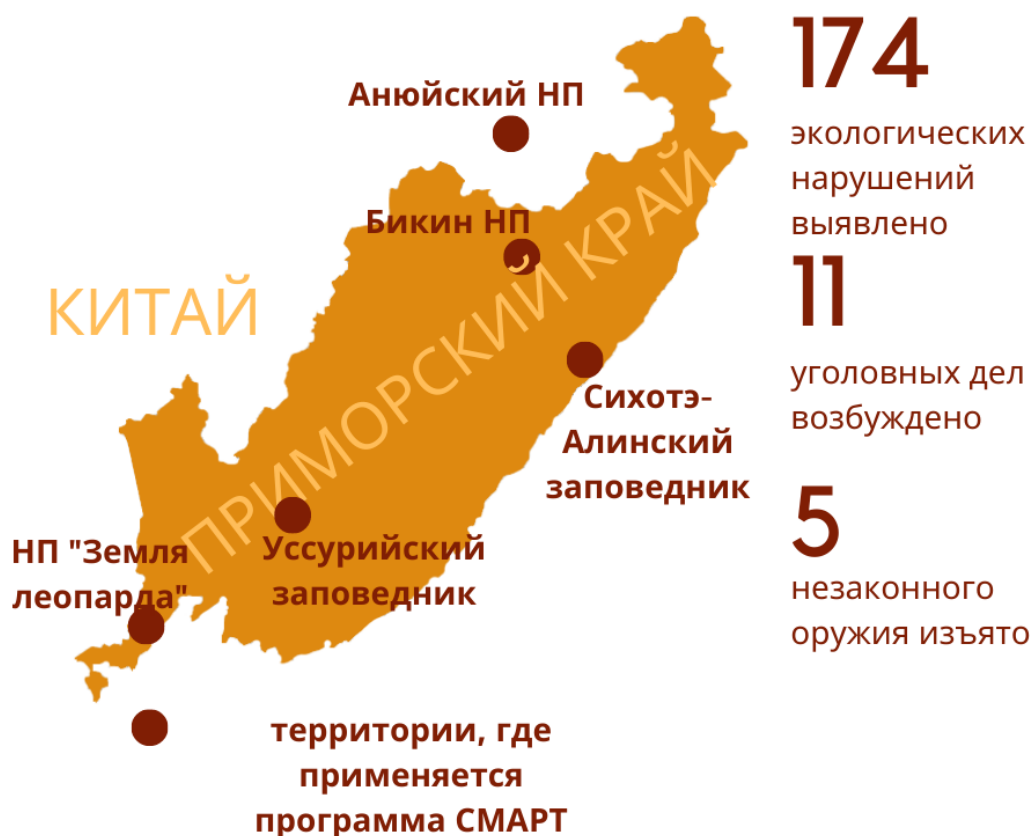 Анюйский НП
Бикин НП
КИТАЙ
ПРИМОРСКИЙ КРАЙ
Сихотэ-
Алинский
заповедник
НП "Земля
леопарда"
Уссурийский
заповедник
территории, где
применяется
программа СМАРТ
174
экологических
нарушений
выявлено
11
уголовных дел
возбуждено
5
незаконного
оружия изъято